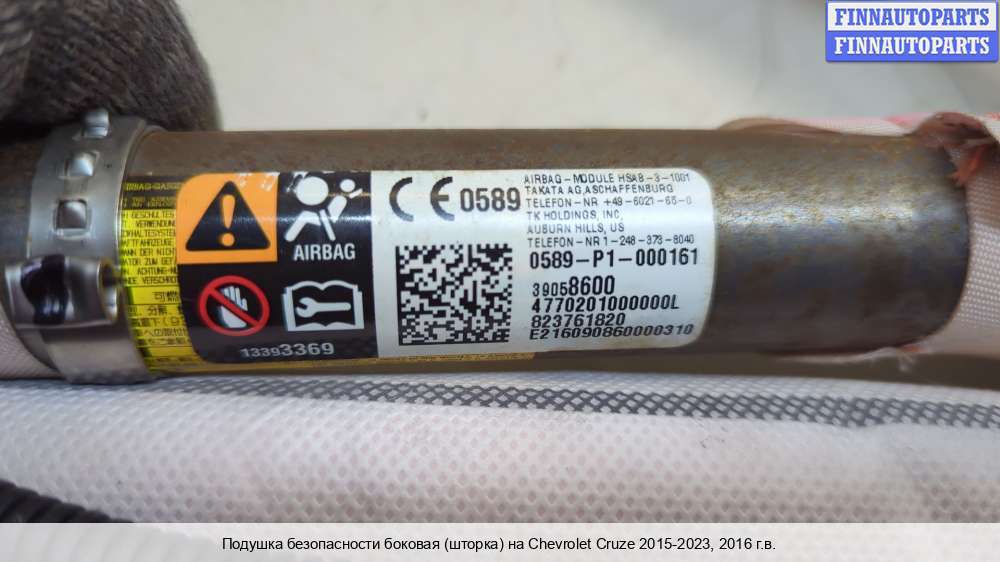 FINNAUTOPARTS
FINNAUTOPARTS
AIRBAG-MODULE HSAB-3-1001
TAKATA AG,ASCHAFFENBURG
TELEFON-NR +49-6021-65-0
TK HOLDINGS, INC,
AUBURN HILLS, US
TELEFON-NR 1-248-373-8040
CE 0589
AIRBAG
0589-P1-000161
39058600
4770201000000L
823761820
E216090860000310
13393369
Подушка безопасности боковая (шторка) на Chevrolet Cruze 2015-2023, 2016 г.в.